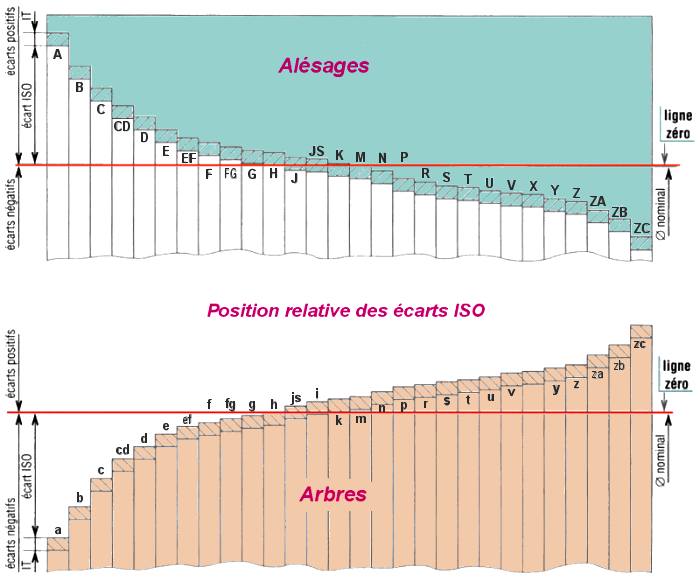 écarts positifs
IT
écart ISO
écarts négatifs
Alésages
A
B
C
CD
D
E
EF
F
FG
G
H
J
JS
K
M
N
P
R
S
T
U
V
X
Y
Z
ZA
ZB
ZC
ligne
zéro
Ø nominal
Position relative des écarts ISO
écarts positifs
écart ISO
écarts négatifs
IT
a
b
c
cd
d
e
ef
f
fg
g
h
js
i
k
m
n
p
r
s
t
u
v
y
z
za
zb
zc
ligne
zéro
Ø nominal
Arbres